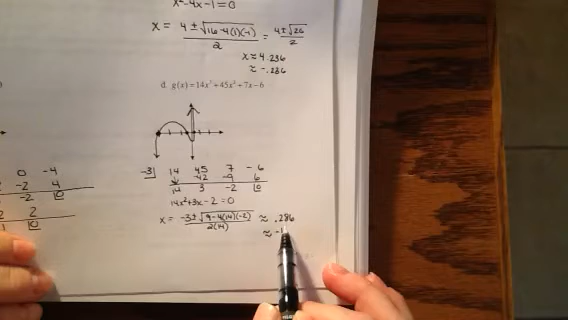 x²-4x-1=0
x = 4 ± √16-4(1)(-1) / 2 = 4±√20 / 2
x ≈ 4.236
≈ -.236
d. g(x)=14x³+45x²+7x-6
0 -4
-2 4
-2 |0
2
|0
-3| 14 45 7 -6
↓ -42 -9 6
14 3 -2 |0
14x²+3x-2=0
x = -3±√9-4(14)(-2) / 2(14) ≈ .286
≈ -